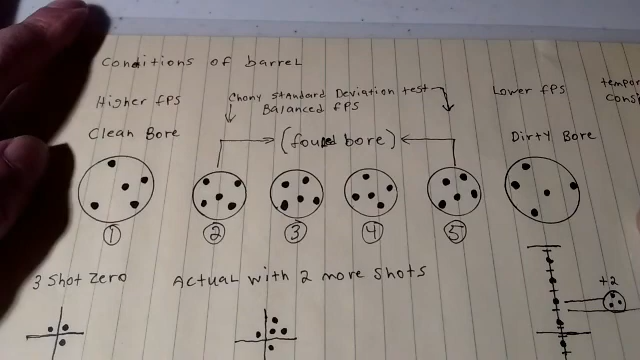 Conditions of barrel
Higher fps
Chony Standard Deviation test
Balanced fps
Lower fps
Clean Bore
(fouled bore)
Dirty Bore
1
2
3
4
5
3 Shot Zero
Actual with 2 more shots
+2